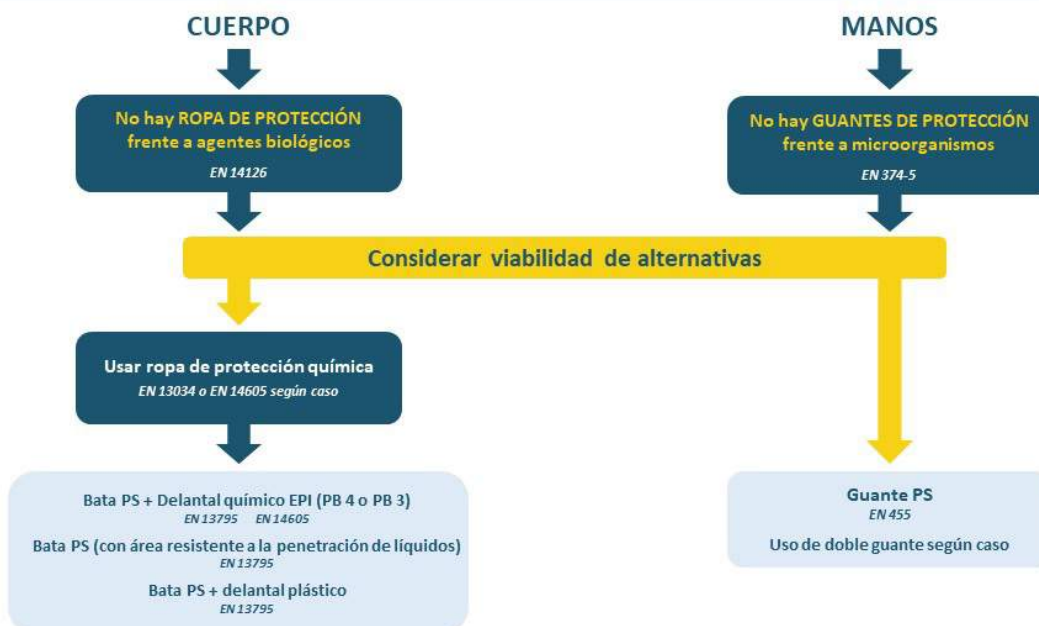 CUERPO
No hay ROPA DE PROTECCIÓN
frente a agentes biológicos
EN 14126
MANOS
No hay GUANTES DE PROTECCIÓN
frente a microorganismos
EN 374-5
Considerar viabilidad de alternativas
Usar ropa de protección química
EN 13034 o EN 14605 según caso
Bata PS + Delantal químico EPI (PB 4 o PB 3)
EN 13795 EN 14605
Bata PS (con área resistente a la penetración de líquidos)
EN 13795
Bata PS + delantal plástico
EN 13795
Guante PS
EN 455
Uso de doble guante según caso